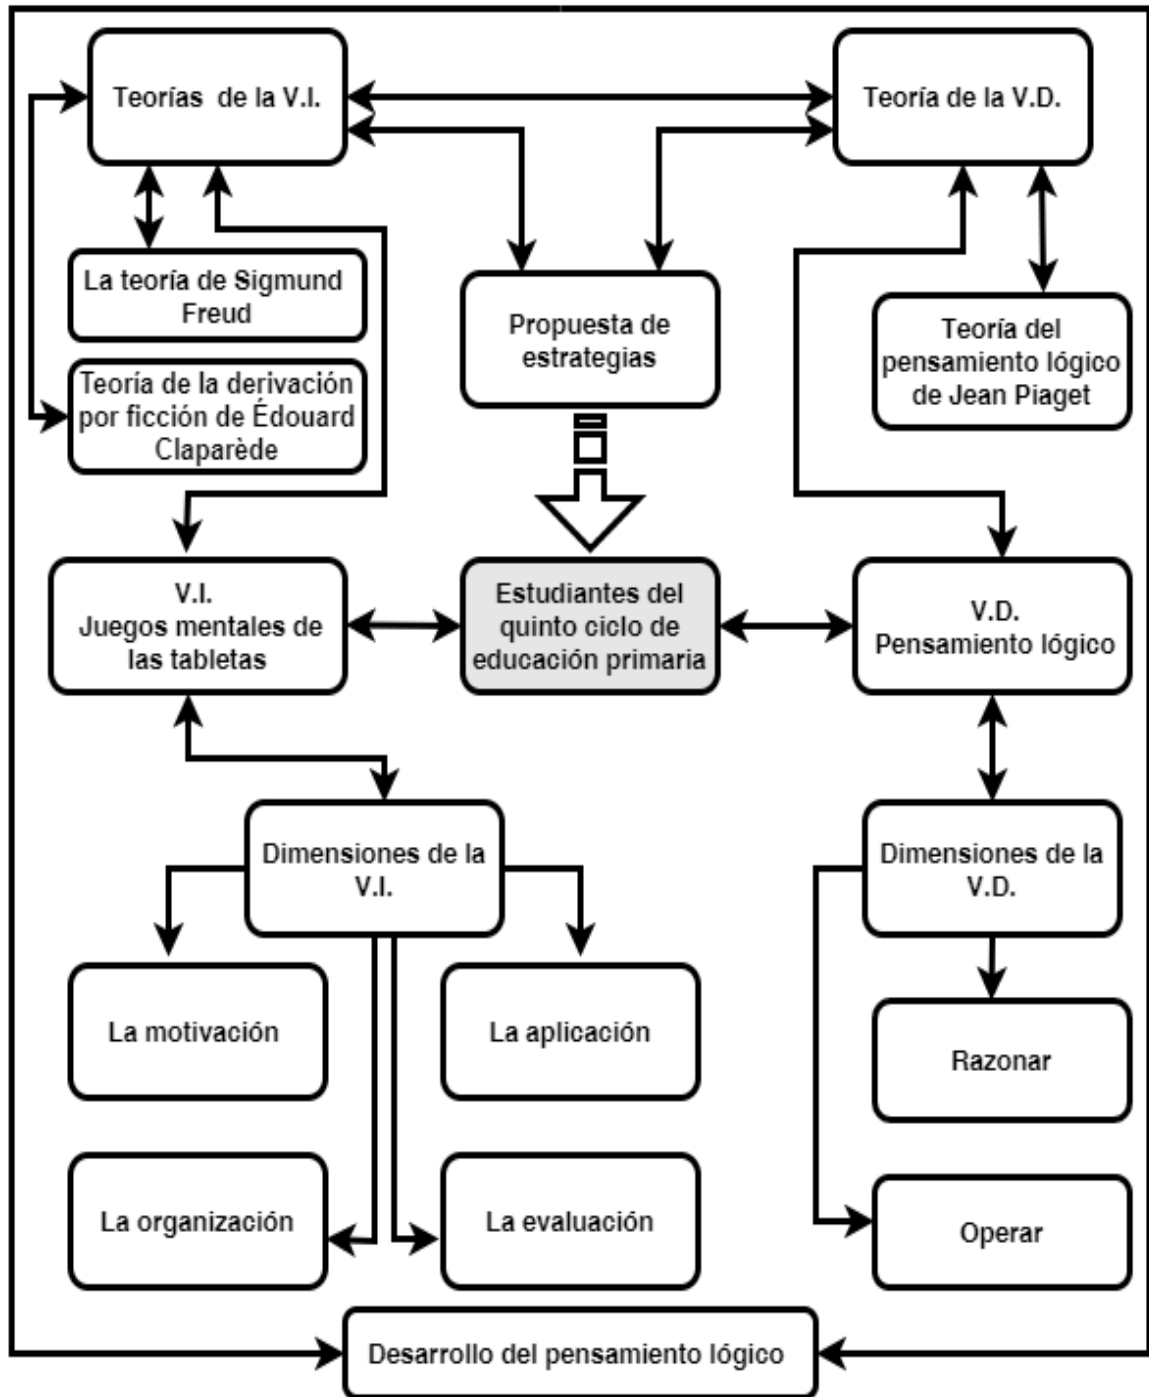 Teorías de la V.I.
Teoría de la V.D.
La teoría de Sigmund
Freud
Propuesta de
estrategias
Teoría del
pensamiento lógico
de Jean Piaget
Teoría de la derivación
por ficción de Édouard
Claparède
V.I.
Juegos mentales de
las tabletas
Estudiantes del
quinto ciclo de
educación primaria
V.D.
Pensamiento lógico
Dimensiones de la
V.I.
Dimensiones de la
V.D.
La motivación
La aplicación
Razonar
La organización
La evaluación
Operar
Desarrollo del pensamiento lógico